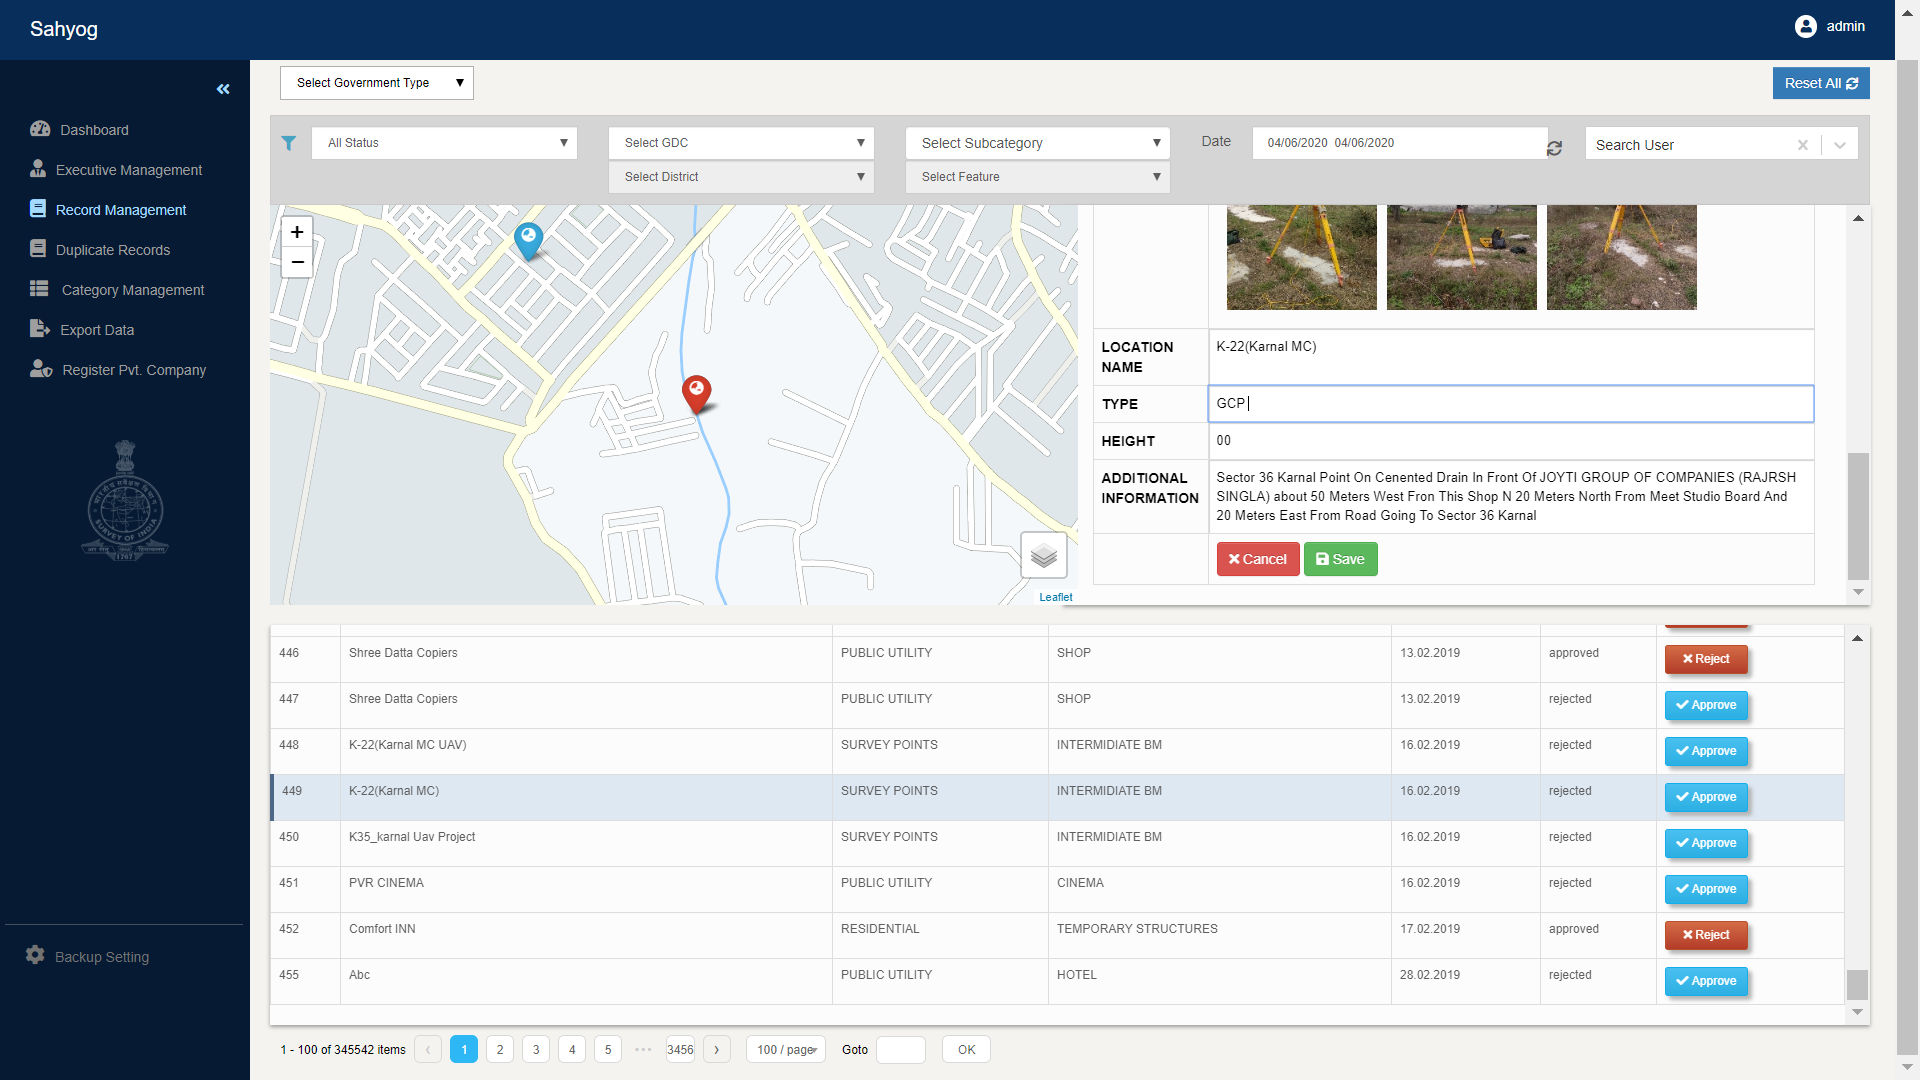 Sahyog
admin
Select Government Type
Reset All
Dashboard
Executive Management
Record Management
Duplicate Records
Category Management
Export Data
Register Pvt. Company
Backup Setting
All Status
Select GDC
Select Subcategory
Date
04/06/2020 04/06/2020
Search User
Select District
Select Feature
+
−
Leaflet
LOCATION NAME
K-22(Karnal MC)
TYPE
GCP
HEIGHT
00
ADDITIONAL INFORMATION
Sector 36 Karnal Point On Cenented Drain In Front Of JOYTI GROUP OF COMPANIES (RAJRSH
SINGLA) about 50 Meters West Fron This Shop N 20 Meters North From Meet Studio Board And
20 Meters East From Road Going To Sector 36 Karnal
Cancel Save
446 Shree Datta Copiers PUBLIC UTILITY SHOP 13.02.2019 approved Reject
447 Shree Datta Copiers PUBLIC UTILITY SHOP 13.02.2019 rejected Approve
448 K-22(Karnal MC UAV) SURVEY POINTS INTERMIDIATE BM 16.02.2019 rejected Approve
449 K-22(Karnal MC) SURVEY POINTS INTERMIDIATE BM 16.02.2019 rejected Approve
450 K35_karnal Uav Project SURVEY POINTS INTERMIDIATE BM 16.02.2019 rejected Approve
451 PVR CINEMA PUBLIC UTILITY CINEMA 16.02.2019 rejected Approve
452 Comfort INN RESIDENTIAL TEMPORARY STRUCTURES 17.02.2019 approved Reject
455 Abc PUBLIC UTILITY HOTEL 28.02.2019 rejected Approve
1 - 100 of 345542 items 1 2 3 4 5 ••• 3456 100 / page Goto OK
SURVEY OF INDIA
1767